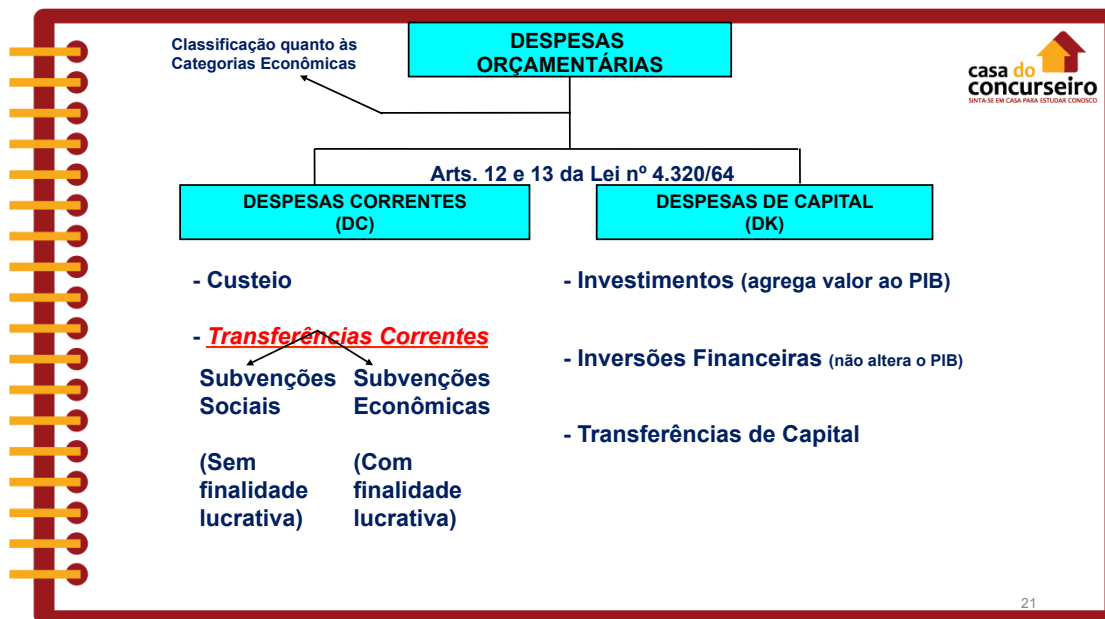 Classificação quanto às
Categorias Econômicas
DESPESAS
ORÇAMENTÁRIAS
casa do
concurseiro
SINTA-SE EM CASA PARA ESTUDAR CONOSCO
Arts. 12 e 13 da Lei nº 4.320/64
DESPESAS CORRENTES
(DC)
DESPESAS DE CAPITAL
(DK)
- Custeio
- Transferências Correntes
Subvenções
Sociais
(Sem
finalidade
lucrativa)
Subvenções
Econômicas
(Com
finalidade
lucrativa)
- Investimentos (agrega valor ao PIB)
- Inversões Financeiras (não altera o PIB)
- Transferências de Capital
21